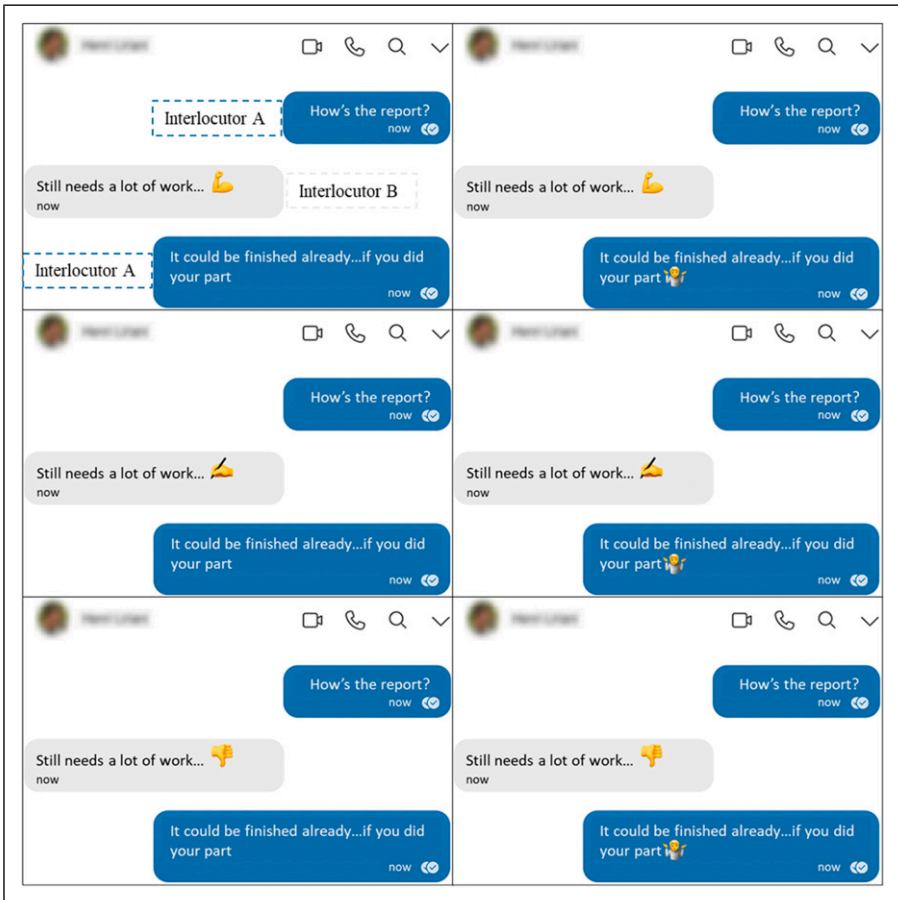 Interlocutor A
How's the report?
now
Still needs a lot of work... 💪
now
Interlocutor B
Interlocutor A
It could be finished already...if you did
your part
now
How's the report?
now
Still needs a lot of work... 💪
now
It could be finished already...if you did
your part🤷
now
How's the report?
now
Still needs a lot of work... ✍
now
It could be finished already...if you did
your part
now
How's the report?
now
Still needs a lot of work... ✍
now
It could be finished already...if you did
your part🤷
now
How's the report?
now
Still needs a lot of work... 👎
now
It could be finished already...if you did
your part
now
How's the report?
now
Still needs a lot of work... 👎
now
It could be finished already...if you did
your part🤷
now